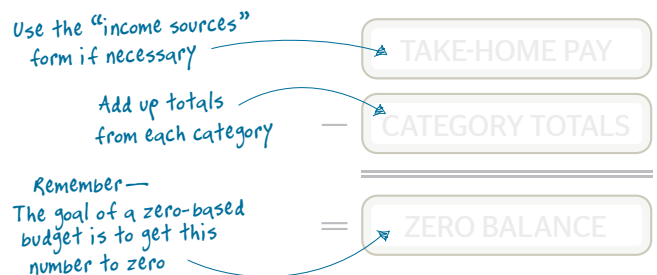 Use the “income sources”
form if necessary
TAKE-HOME PAY
Add up totals
from each category
— CATEGORY TOTALS
Remember—
The goal of a zero-based
budget is to get this
number to zero
= ZERO BALANCE